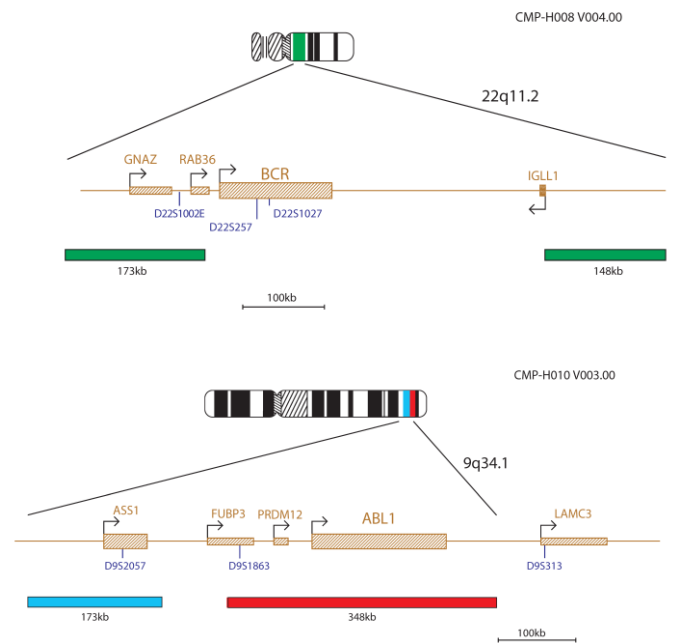 CMP-H008 V004.00
22q11.2
GNAZ RAB36 BCR IGLL1
D22S1002E D22S1027
D22S257
173kb 148kb
100kb
CMP-H010 V003.00
9q34.1
ASS1 FUBP3 PRDM12 ABL1 LAMC3
D9S2057 D9S1863 D9S313
173kb 348kb
100kb